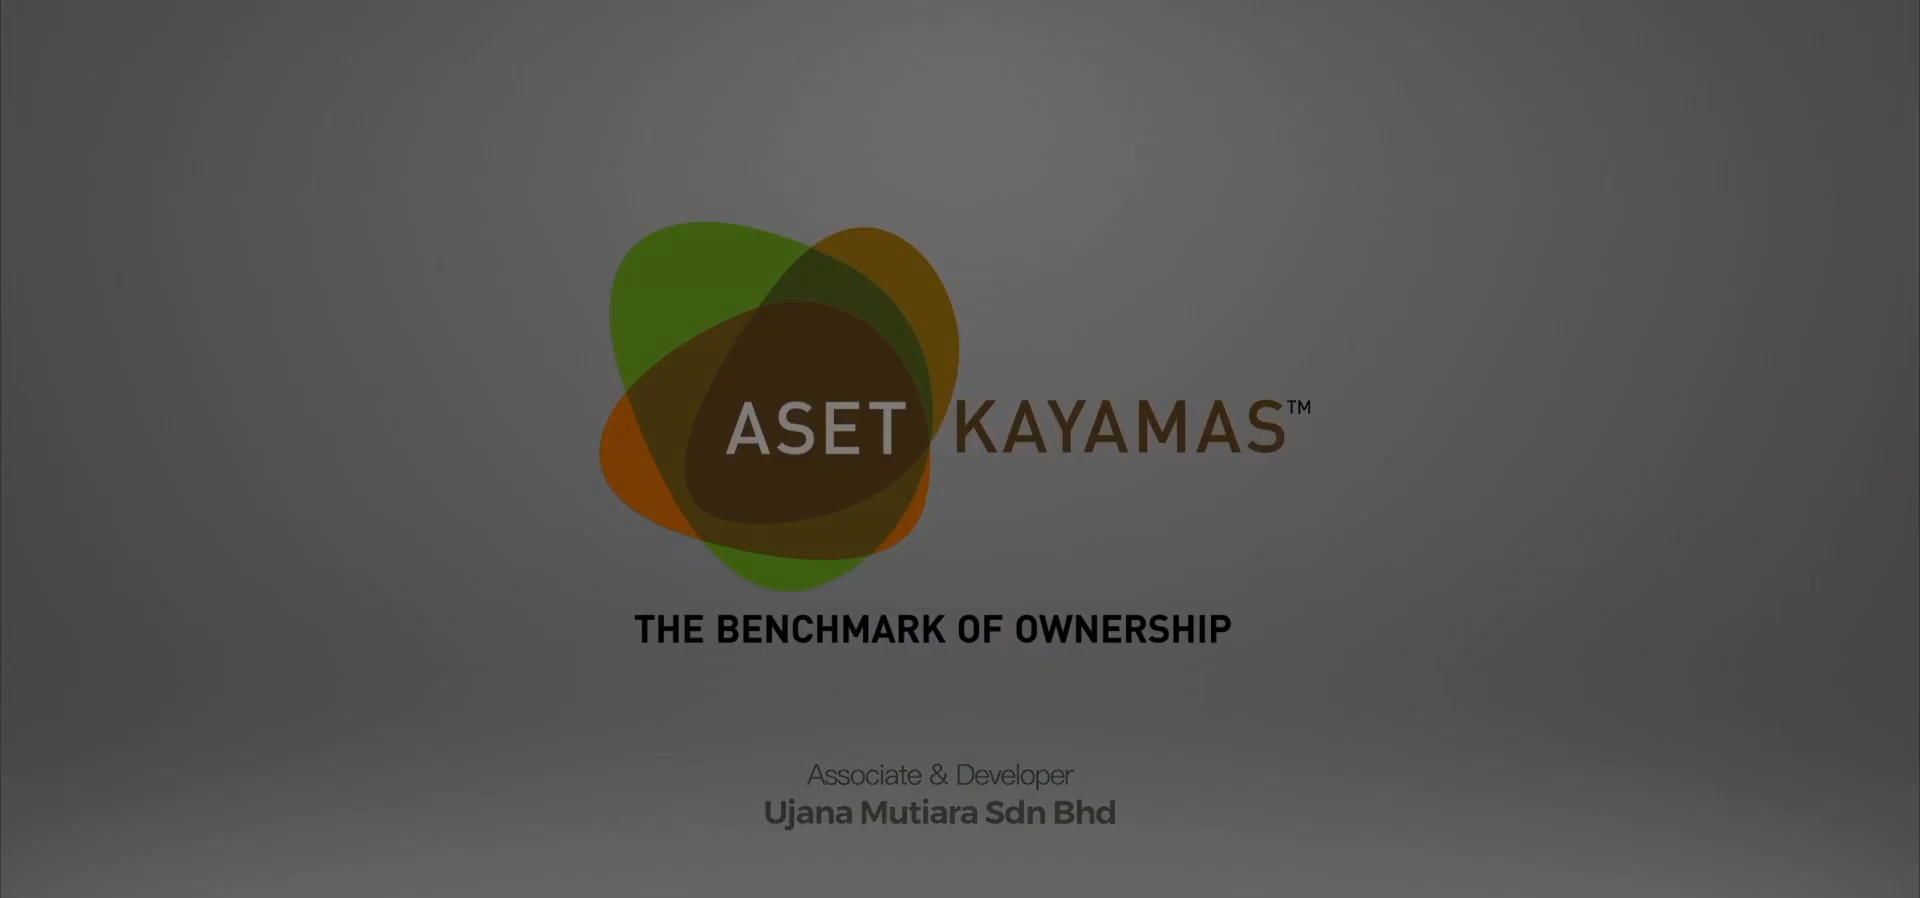 ASET KAYAMAS™
THE BENCHMARK OF OWNERSHIP
Associate & Developer
Ujana Mutiara Sdn Bhd